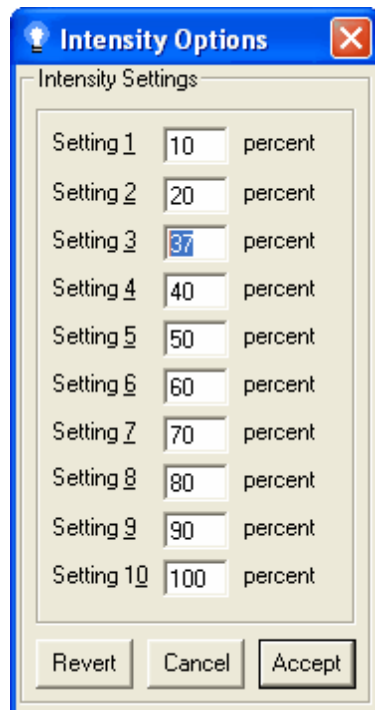 Intensity Options
Intensity Settings
Setting 1 10 percent
Setting 2 20 percent
Setting 3 37 percent
Setting 4 40 percent
Setting 5 50 percent
Setting 6 60 percent
Setting 7 70 percent
Setting 8 80 percent
Setting 9 90 percent
Setting 10 100 percent
Revert Cancel Accept